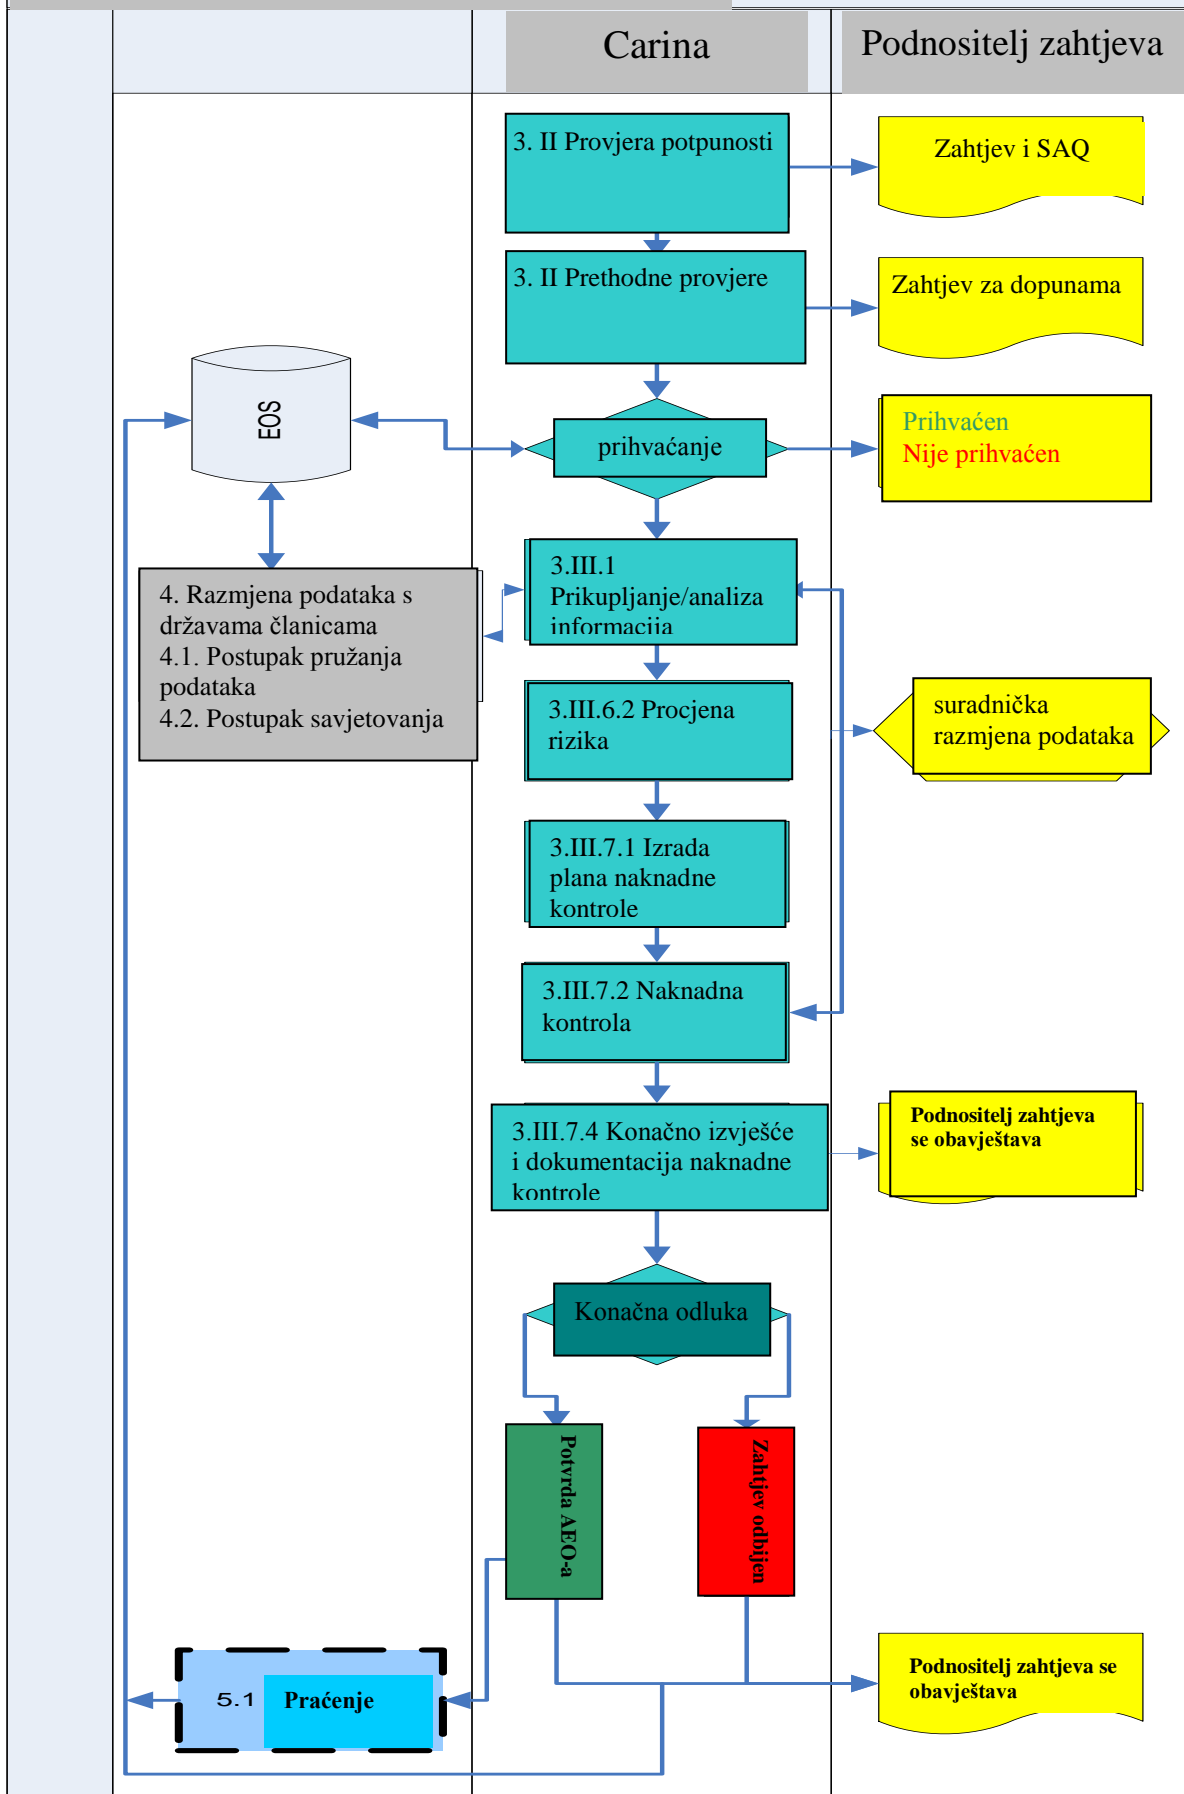 Carina
Podnositelj zahtjeva
3. II Provjera potpunosti
Zahtjev i SAQ
3. II Prethodne provjere
Zahtjev za dopunama
EOS
prihvaćanje
Prihvaćen
Nije prihvaćen
3.III.1
Prikupljanje/analiza
informacija
4. Razmjena podataka s
državama članicama
4.1. Postupak pružanja
podataka
4.2. Postupak savjetovanja
3.III.6.2 Procjena
rizika
suradnička
razmjena podataka
3.III.7.1 Izrada
plana naknadne
kontrole
3.III.7.2 Naknadna
kontrola
3.III.7.4 Konačno izvješće
i dokumentacija naknadne
kontrole
Podnositelj zahtjeva
se obavještava
Konačna odluka
Potvrda AEO-a
Zahtjev odbijen
5.1 Praćenje
Podnositelj zahtjeva se
obavještava